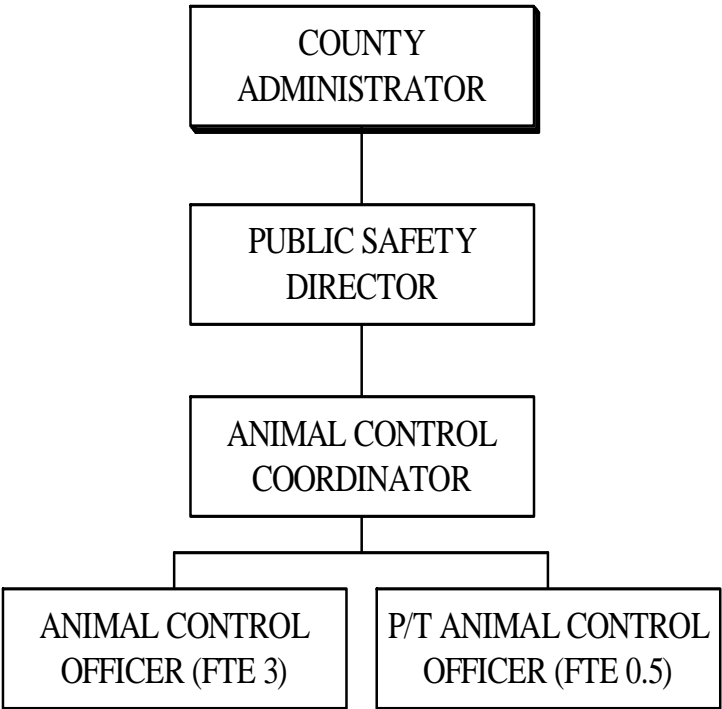 COUNTY
ADMINISTRATOR
PUBLIC SAFETY
DIRECTOR
ANIMAL CONTROL
COORDINATOR
ANIMAL CONTROL
OFFICER (FTE 3)
P/T ANIMAL CONTROL
OFFICER (FTE 0.5)